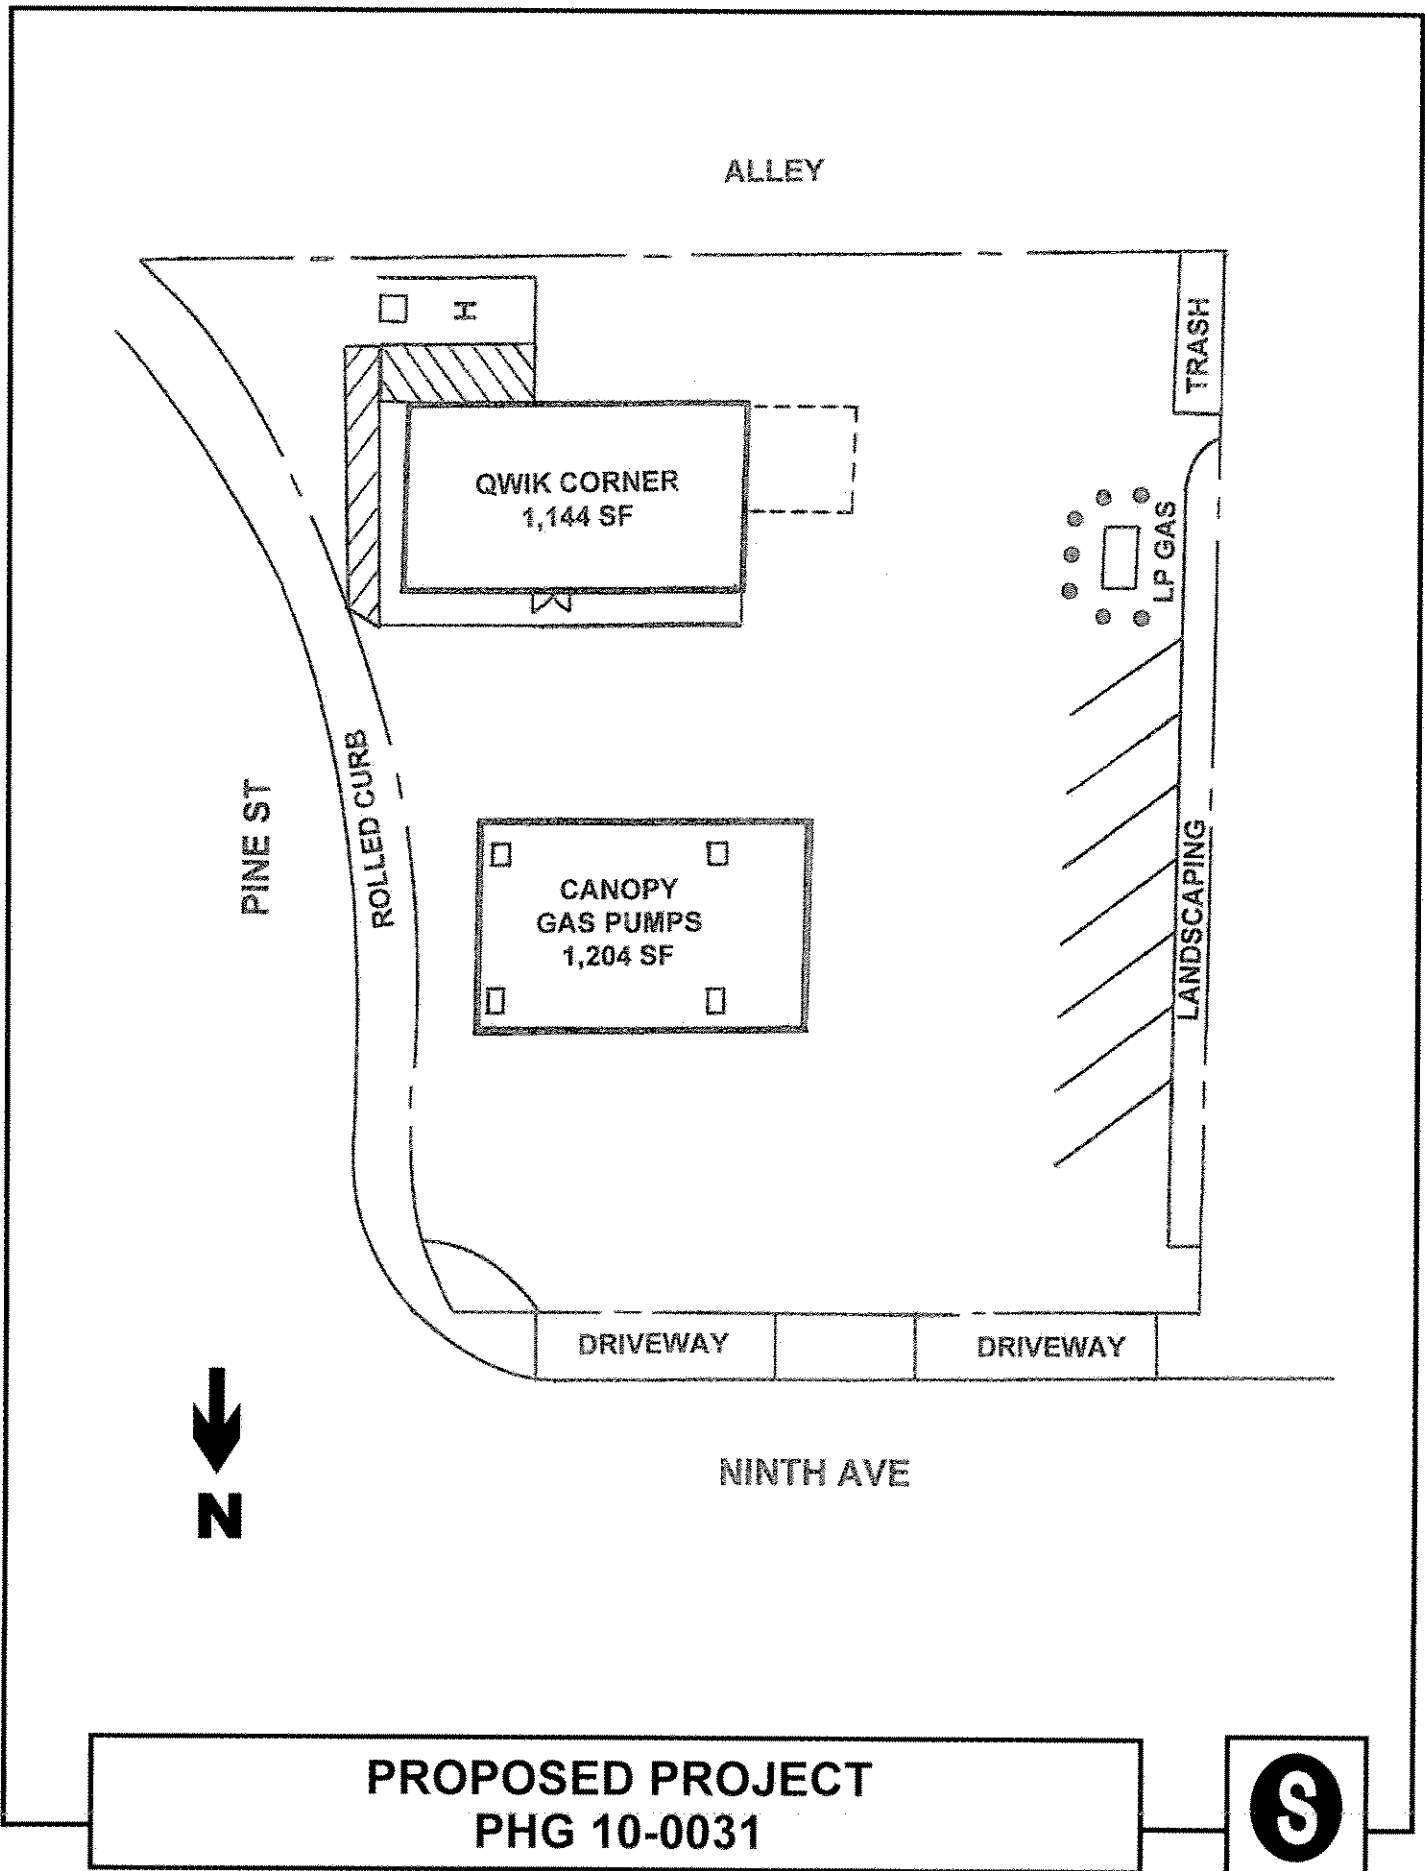 ALLEY
H
TRASH
QWIK CORNER
1,144 SF
LP GAS
PINE ST
ROLLED CURB
CANOPY
GAS PUMPS
1,204 SF
LANDSCAPING
DRIVEWAY
DRIVEWAY
NINTH AVE
N
PROPOSED PROJECT
PHG 10-0031
S